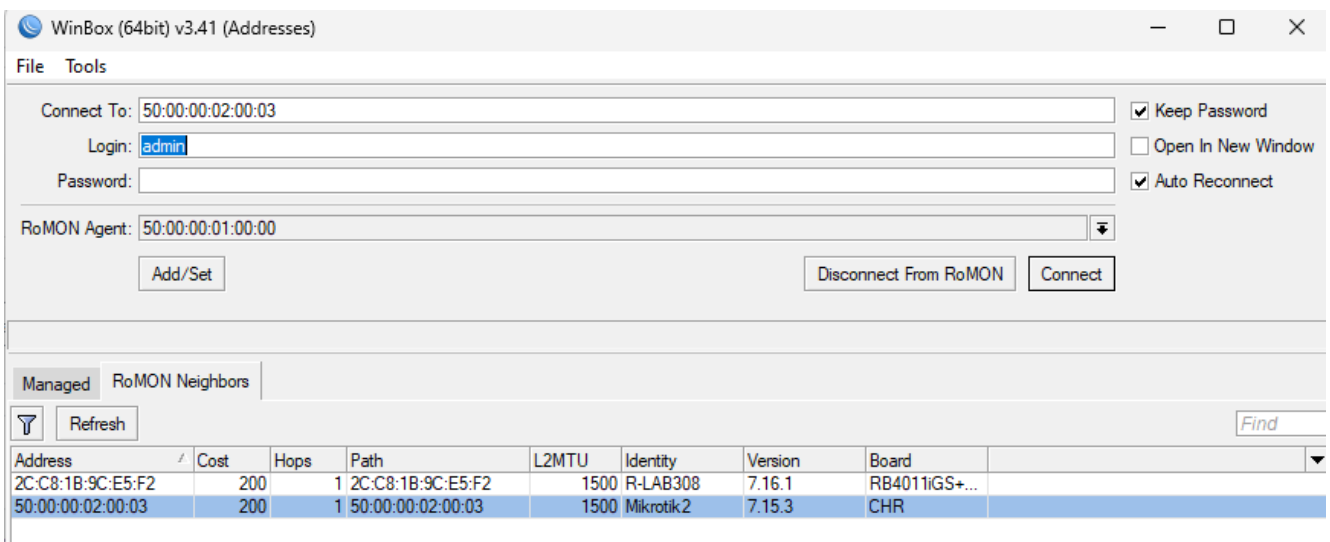 WinBox (64bit) v3.41 (Addresses)
File Tools
Connect To: 50:00:00:02:00:03
Keep Password
Login: admin
Open In New Window
Password:
Auto Reconnect
RoMON Agent: 50:00:00:01:00:00
Add/Set Disconnect From RoMON Connect
Managed RoMON Neighbors
Refresh Find
Address Cost Hops Path L2MTU Identity Version Board
2C:C8:1B:9C:E5:F2 200 1 2C:C8:1B:9C:E5:F2 1500 R-LAB308 7.16.1 RB4011iGS+...
50:00:00:02:00:03 200 1 50:00:00:02:00:03 1500 Mikrotik2 7.15.3 CHR